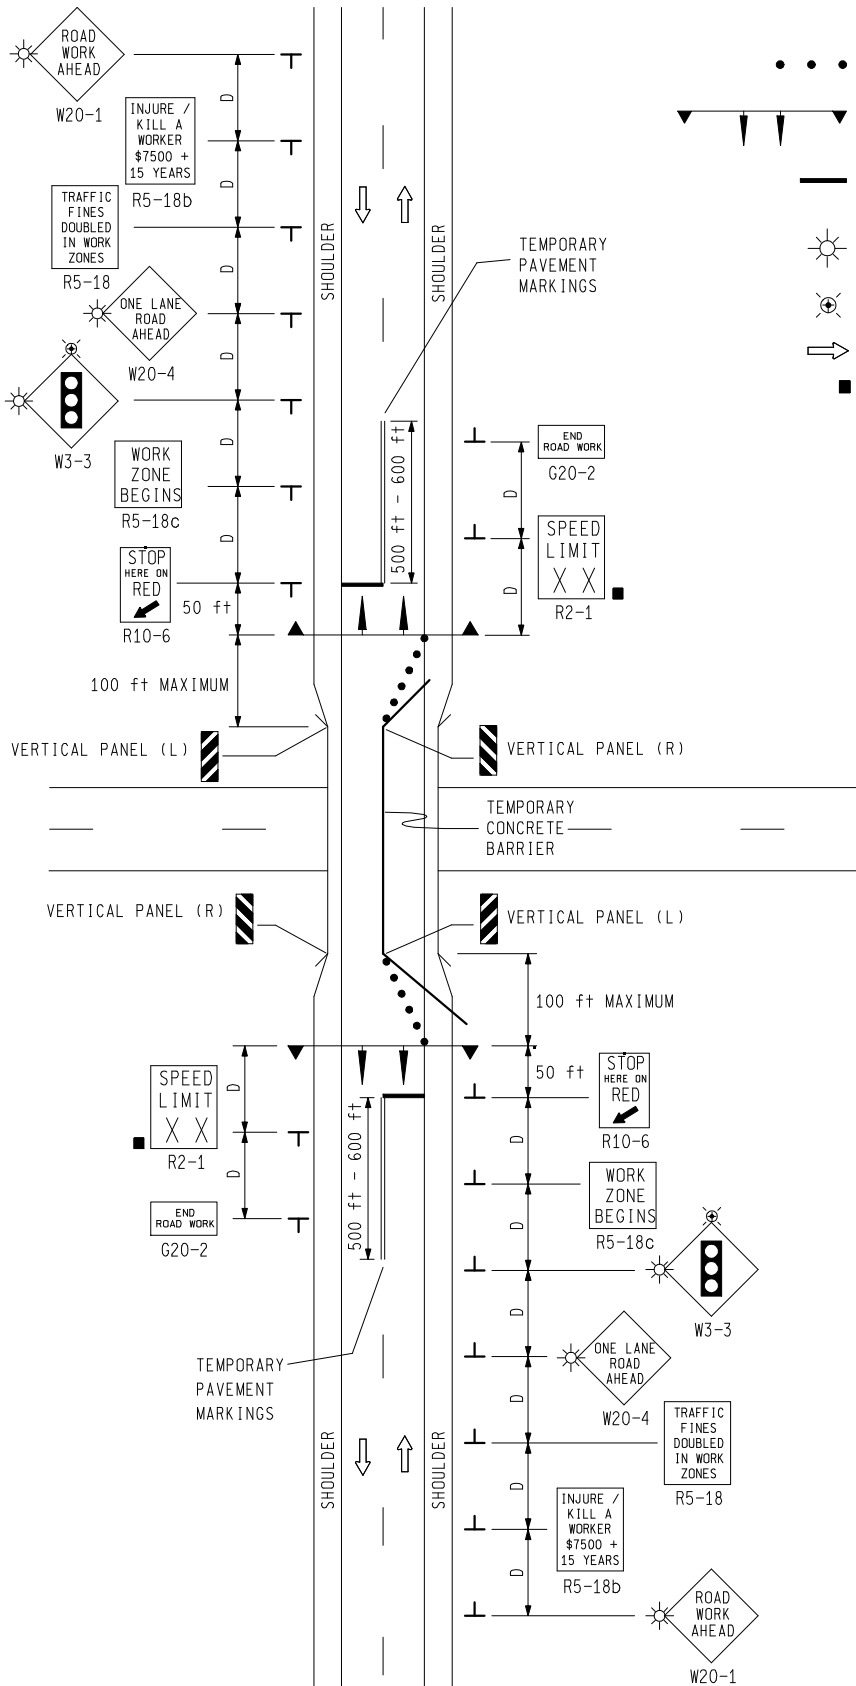 ROAD
WORK
AHEAD
W20-1
D
INJURE /
KILL A
WORKER
$7500 +
15 YEARS
R5-18b
D
TRAFFIC
FINES
DOUBLED
IN WORK
ZONES
R5-18
D
SHOULDER
SHOULDER
TEMPORARY
PAVEMENT
MARKINGS
ONE LANE
ROAD
AHEAD
W20-4
D
W3-3
D
500 ft - 600 ft
END
ROAD WORK
G20-2
WORK
ZONE
BEGINS
R5-18c
D
D
SPEED
LIMIT
X X
R2-1
D
STOP
HERE ON
RED
R10-6
50 ft
100 ft MAXIMUM
VERTICAL PANEL (L)
VERTICAL PANEL (R)
TEMPORARY
CONCRETE
BARRIER
VERTICAL PANEL (R)
VERTICAL PANEL (L)
100 ft MAXIMUM
50 ft
STOP
HERE ON
RED
R10-6
SPEED
LIMIT
X X
R2-1
D
D
END
ROAD WORK
G20-2
500 ft - 600 ft
D
WORK
ZONE
BEGINS
R5-18c
D
W3-3
D
ONE LANE
ROAD
AHEAD
W20-4
TEMPORARY
PAVEMENT
MARKINGS
D
TRAFFIC
FINES
DOUBLED
IN WORK
ZONES
R5-18
SHOULDER
SHOULDER
D
INJURE /
KILL A
WORKER
$7500 +
15 YEARS
R5-18b
D
ROAD
WORK
AHEAD
W20-1